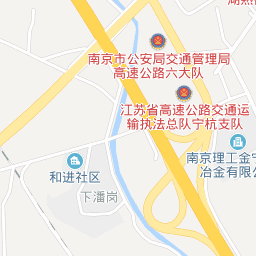 南京市公安局交通管理局
高速公路六大队
江苏省高速公路交通运
输执法总队宁杭支队
南京理工金宁
冶金有限公
和进社区
下潘岗